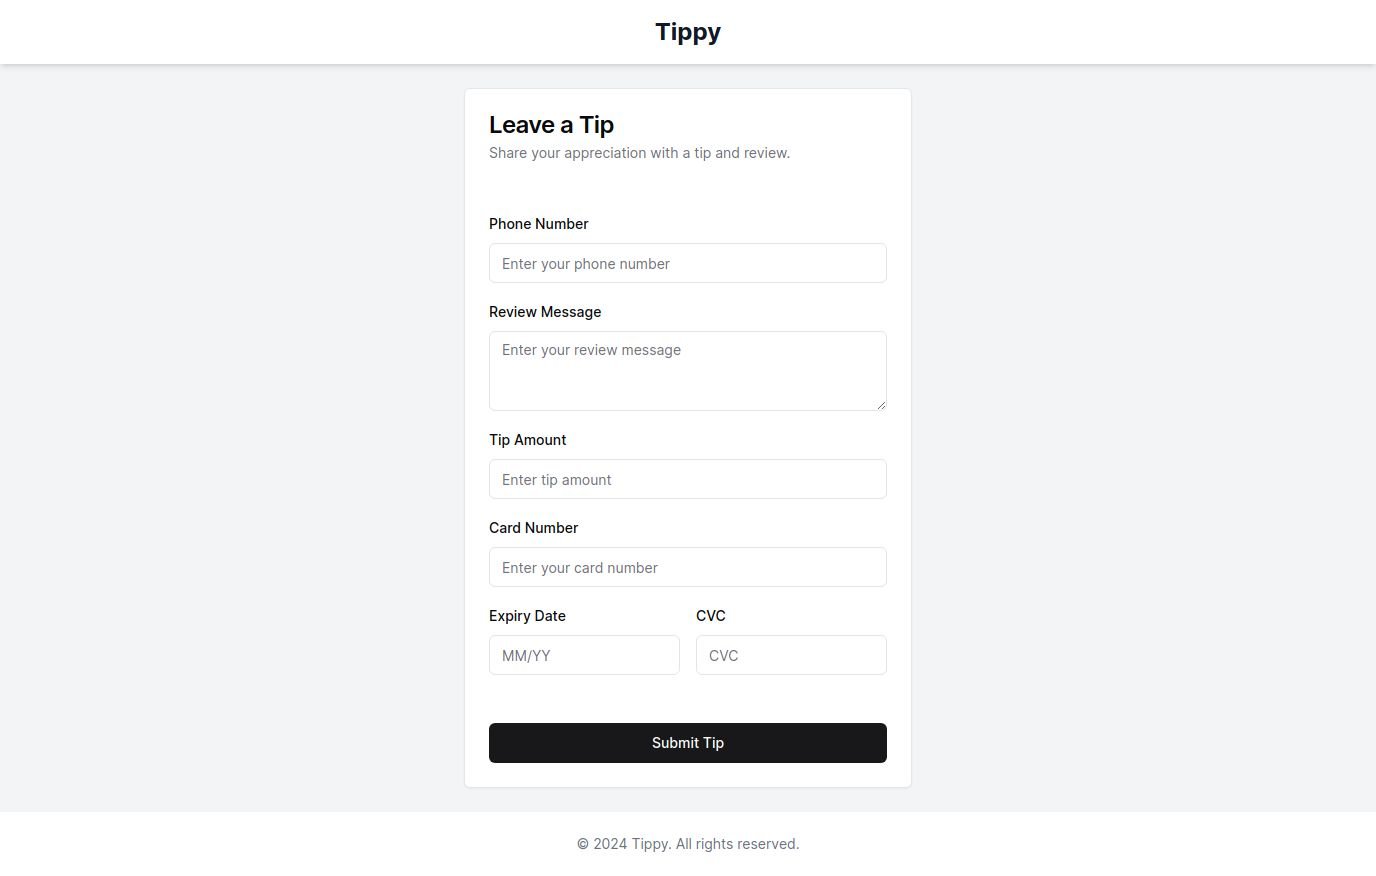 Tippy
Leave a Tip
Share your appreciation with a tip and review.
Phone Number
Enter your phone number
Review Message
Enter your review message
Tip Amount
Enter tip amount
Card Number
Enter your card number
Expiry Date CVC
MM/YY CVC
Submit Tip
© 2024 Tippy. All rights reserved.